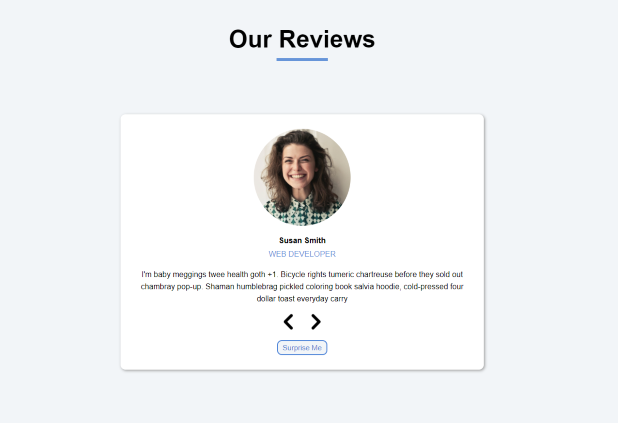 Our Reviews
Susan Smith
WEB DEVELOPER
I'm baby meggings twee health goth +1. Bicycle rights tumeric chartreuse before they sold out
chambray pop-up. Shaman humblebrag pickled coloring book salvia hoodie, cold-pressed four
dollar toast everyday carry
Surprise Me